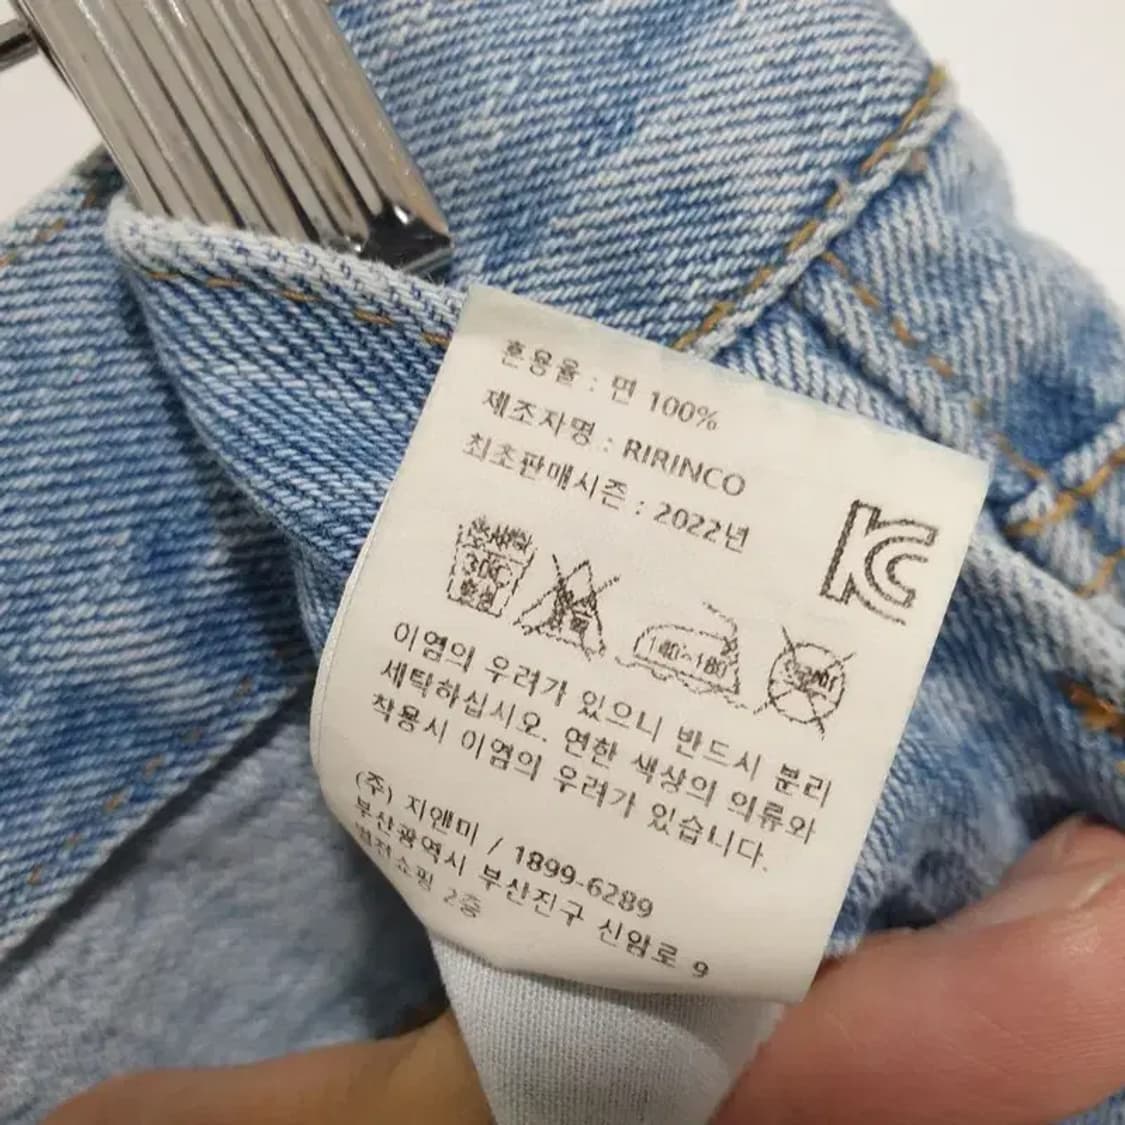 혼용율 : 면 100%
제조자명 : RIRINCO
최초판매시즌 : 2022년
KC
30℃
140~180
이염의 우려가 있으니 반드시 분리
세탁하십시오. 연한 색상의 의류와
착용시 이염의 우려가 있습니다.
(주) 지앤미 / 1899-6289
부산광역시 부산진구 신암로 9
2층